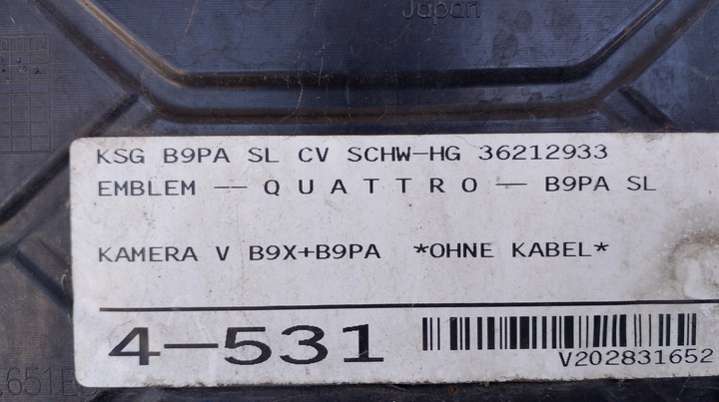 Japan
KSG B9PA SL CV SCHW-HG 36212933
EMBLEM -- QUATTRO - B9PA SL
KAMERA V B9X+B9PA *OHNE KABEL*
4-531
V202831652